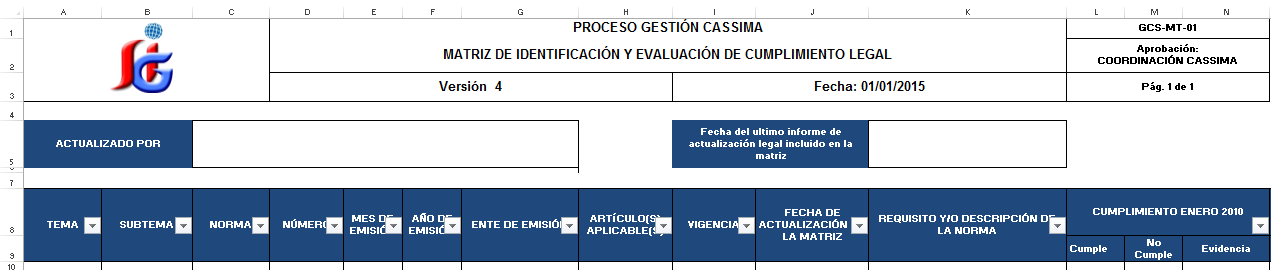 A B C D E F G H I J K L M N
1 PROCESO GESTIÓN CASSIMA GCS-MT-01
2 MATRIZ DE IDENTIFICACIÓN Y EVALUACIÓN DE CUMPLIMIENTO LEGAL
Aprobación:
COORDINACIÓN CASSIMA
3 Versión 4 Fecha: 01/01/2015 Pág. 1 de 1
4
5 ACTUALIZADO POR
Fecha del ultimo informe de
actualización legal incluido en la
matriz
7
8 TEMA
SUBTEMA
NORMA
NÚMERO
MES DE
EMISIÓN
AÑO DE
EMISIÓN
ENTE DE EMISIÓN
ARTÍCULO(S)
APLICABLE(S)
VIGENCIA
FECHA DE
ACTUALIZACIÓN
LA MATRIZ
REQUISITO Y/O DESCRIPCIÓN DE
LA NORMA
CUMPLIMIENTO ENERO 2010
9 Cumple
No
Cumple
Evidencia
10